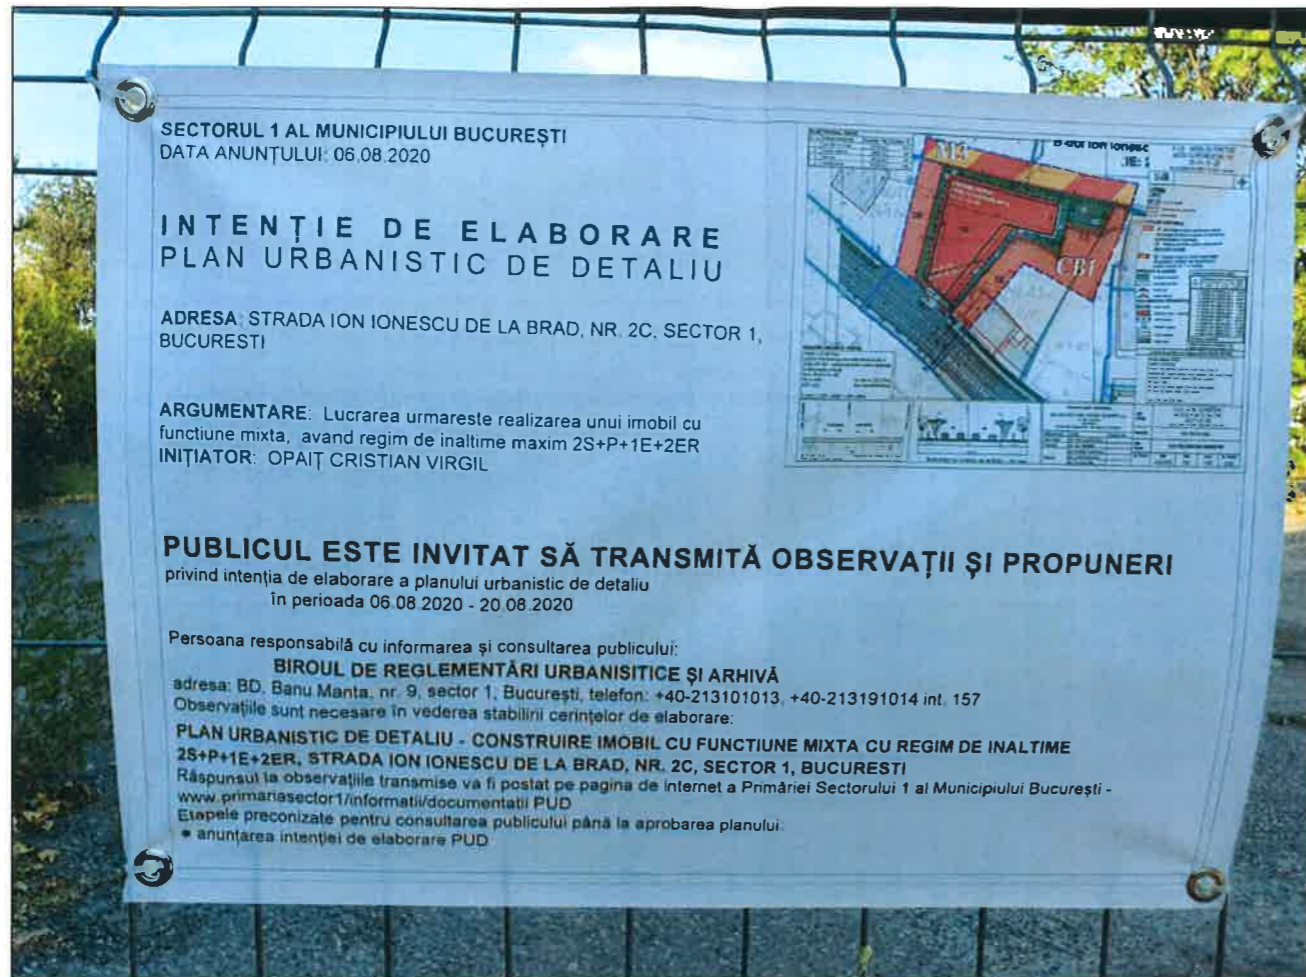 SECTORUL 1 AL MUNICIPIULUI BUCUREȘTI
DATA ANUNȚULUI: 06.08.2020
INTENȚIE DE ELABORARE
PLAN URBANISTIC DE DETALIU
ADRESA: STRADA ION IONESCU DE LA BRAD, NR. 2C, SECTOR 1,
BUCURESTI
ARGUMENTARE: Lucrarea urmareste realizarea unui imobil cu
functiune mixta, avand regim de inaltime maxim 2S+P+1E+2ER
INIȚIATOR: OPAIȚ CRISTIAN VIRGIL
M3
CB1
PUBLICUL ESTE INVITAT SĂ TRANSMITĂ OBSERVAȚII ȘI PROPUNERI
privind intenția de elaborare a planului urbanistic de detaliu
în perioada 06.08.2020 - 20.08.2020
Persoana responsabilă cu informarea și consultarea publicului:
BIROUL DE REGLEMENTĂRI URBANISITICE ȘI ARHIVĂ
adresa: BD. Banu Manta, nr. 9, sector 1, București, telefon: +40-213101013, +40-213191014 int. 157
Observațiile sunt necesare în vederea stabilirii cerințelor de elaborare:
PLAN URBANISTIC DE DETALIU - CONSTRUIRE IMOBIL CU FUNCTIUNE MIXTA CU REGIM DE INALTIME
2S+P+1E+2ER, STRADA ION IONESCU DE LA BRAD, NR. 2C, SECTOR 1, BUCURESTI
Răspunsul la observațiile transmise va fi postat pe pagina de Internet a Primăriei Sectorului 1 al Municipiului București -
www.primariasector1/informatii/documentatii PUD
Etapele preconizate pentru consultarea publicului până la aprobarea planului:
• anunțarea intenției de elaborare PUD